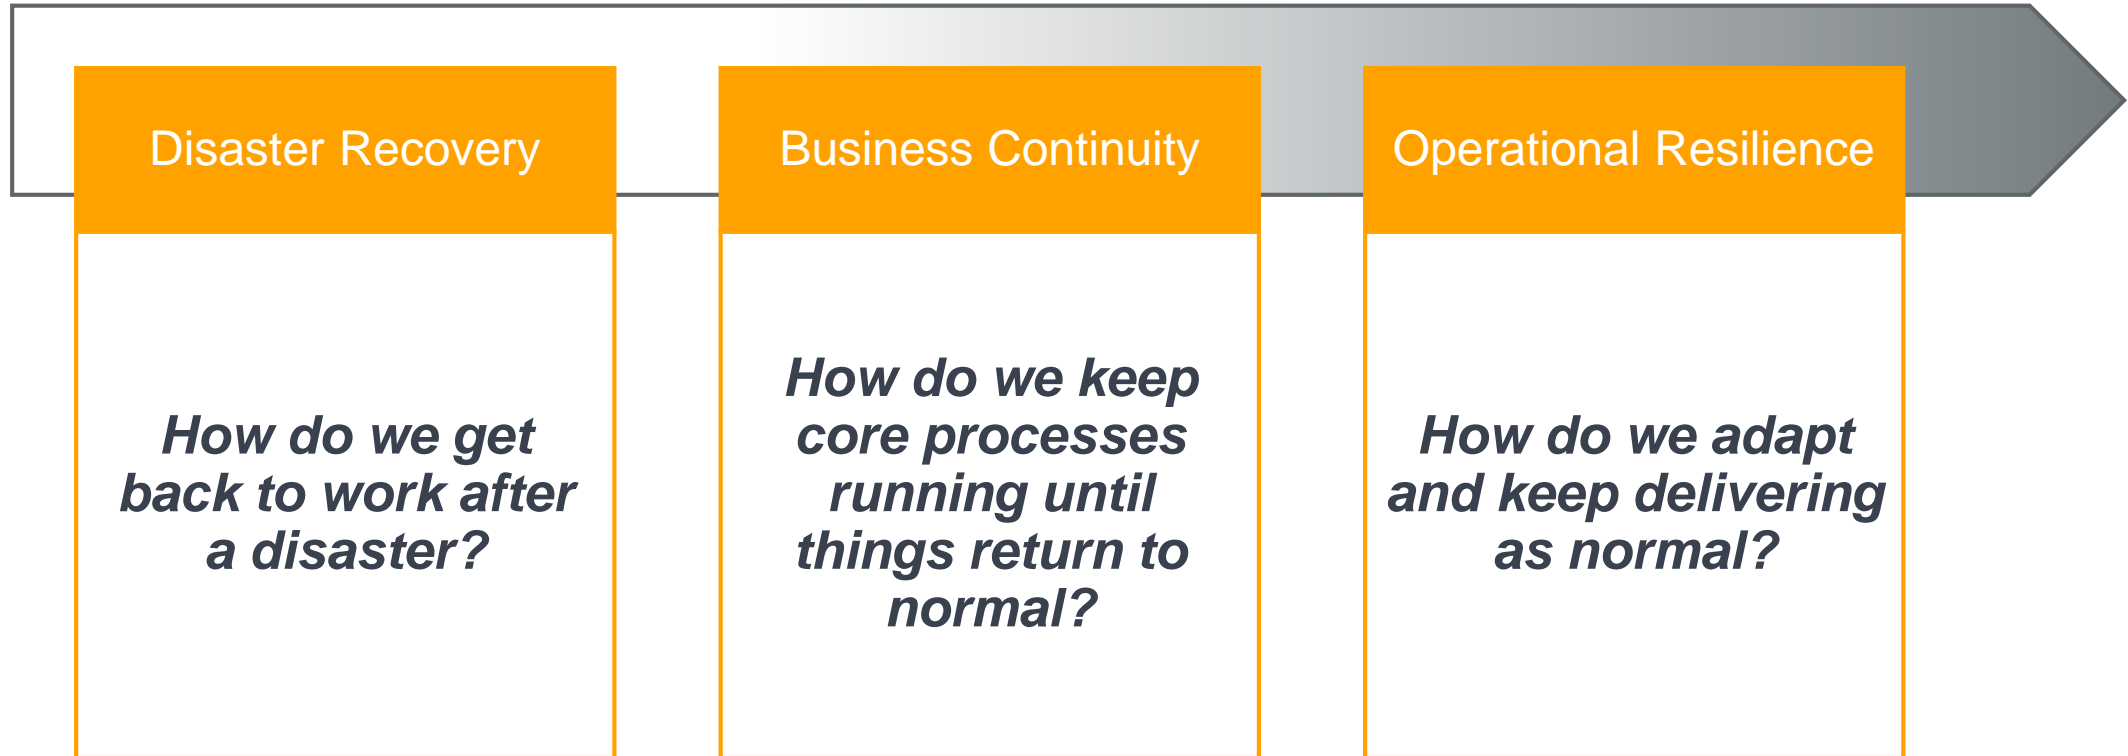 Disaster Recovery
Business Continuity
Operational Resilience
How do we get
back to work after
a disaster?
How do we keep
core processes
running until
things return to
normal?
How do we adapt
and keep delivering
as normal?